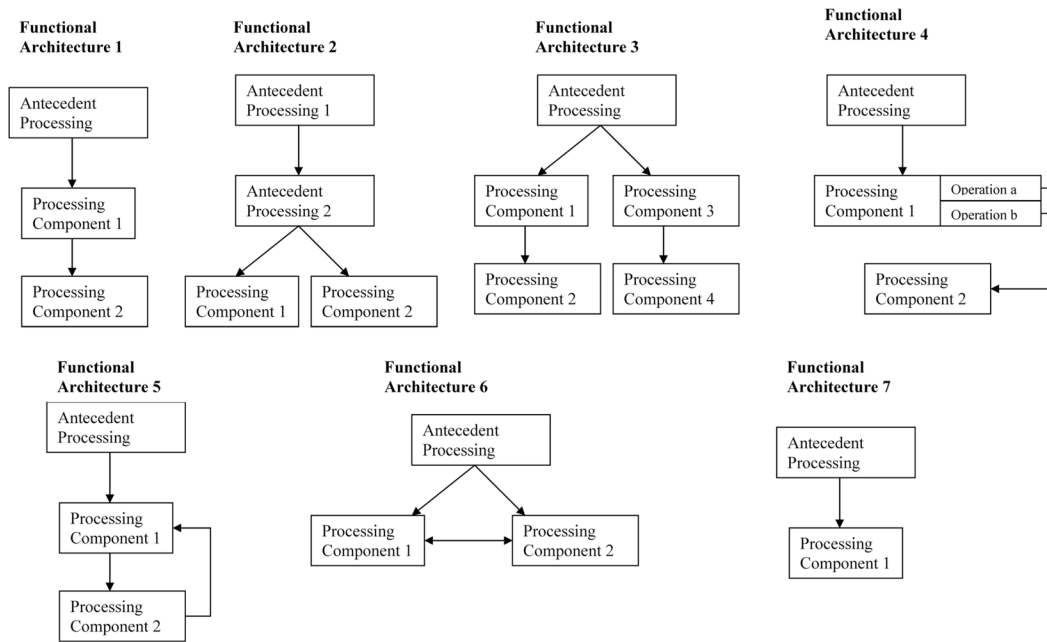 Functional
Architecture 1
Functional
Architecture 2
Functional
Architecture 3
Functional
Architecture 4
Antecedent
Processing
Processing
Component 1
Processing
Component 2
Antecedent
Processing 1
Antecedent
Processing 2
Processing
Component 1
Processing
Component 2
Antecedent
Processing
Processing
Component 1
Processing
Component 3
Processing
Component 2
Processing
Component 4
Antecedent
Processing
Processing
Component 1
Operation a
Operation b
Processing
Component 2
Functional
Architecture 5
Functional
Architecture 6
Functional
Architecture 7
Antecedent
Processing
Processing
Component 1
Processing
Component 2
Antecedent
Processing
Processing
Component 1
Processing
Component 2
Antecedent
Processing
Processing
Component 1